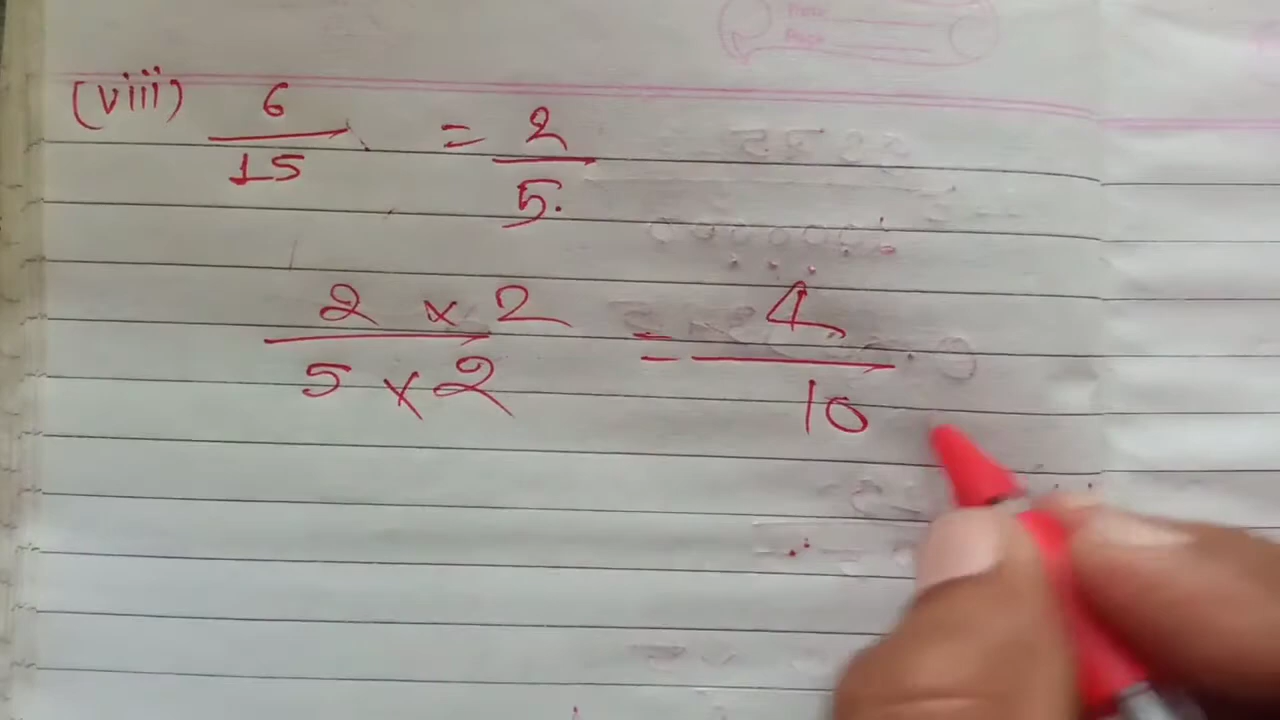 (viii) 6/15 = 2/5.
2 × 2 / 5 × 2 = 4/10